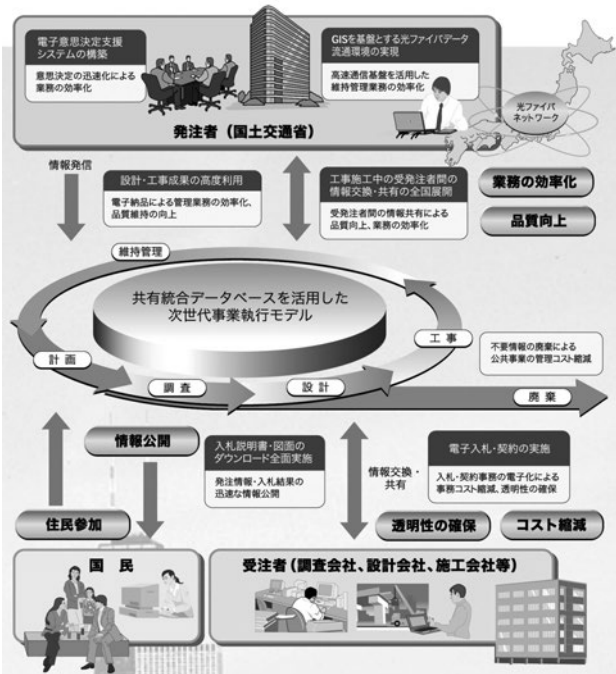 電子意思決定支援
システムの構築
意思決定の迅速化による
業務の効率化
GISを基盤とする光ファイバデータ
流通環境の実現
高速通信基盤を活用した
維持管理業務の効率化
光ファイバ
ネットワーク
発注者（国土交通省）
情報発信
設計・工事成果の高度利用
電子納品による管理業務の効率化、
品質維持の向上
工事施工中の受発注者間の
情報交換・共有の全国展開
受発注者間の情報共有による
品質向上、業務の効率化
業務の効率化
品質向上
維持管理
共有統合データベースを活用した
次世代事業執行モデル
計画
調査
設計
工事
不要情報の廃棄による
公共事業の管理コスト縮減
廃棄
情報公開
入札説明書・図面の
ダウンロード全面実施
発注情報・入札結果の
迅速な情報公開
情報交換・
共有
電子入札・契約の実施
入札・契約事務の電子化による
事務コスト縮減、透明性の確保
住民参加
透明性の確保
コスト縮減
国民
受注者（調査会社、設計会社、施工会社等）